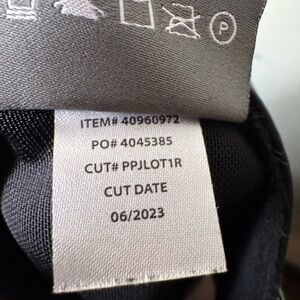 P
ITEM# 40960972
PO# 4045385
CUT# PPJLOT1R
CUT DATE
06/2023